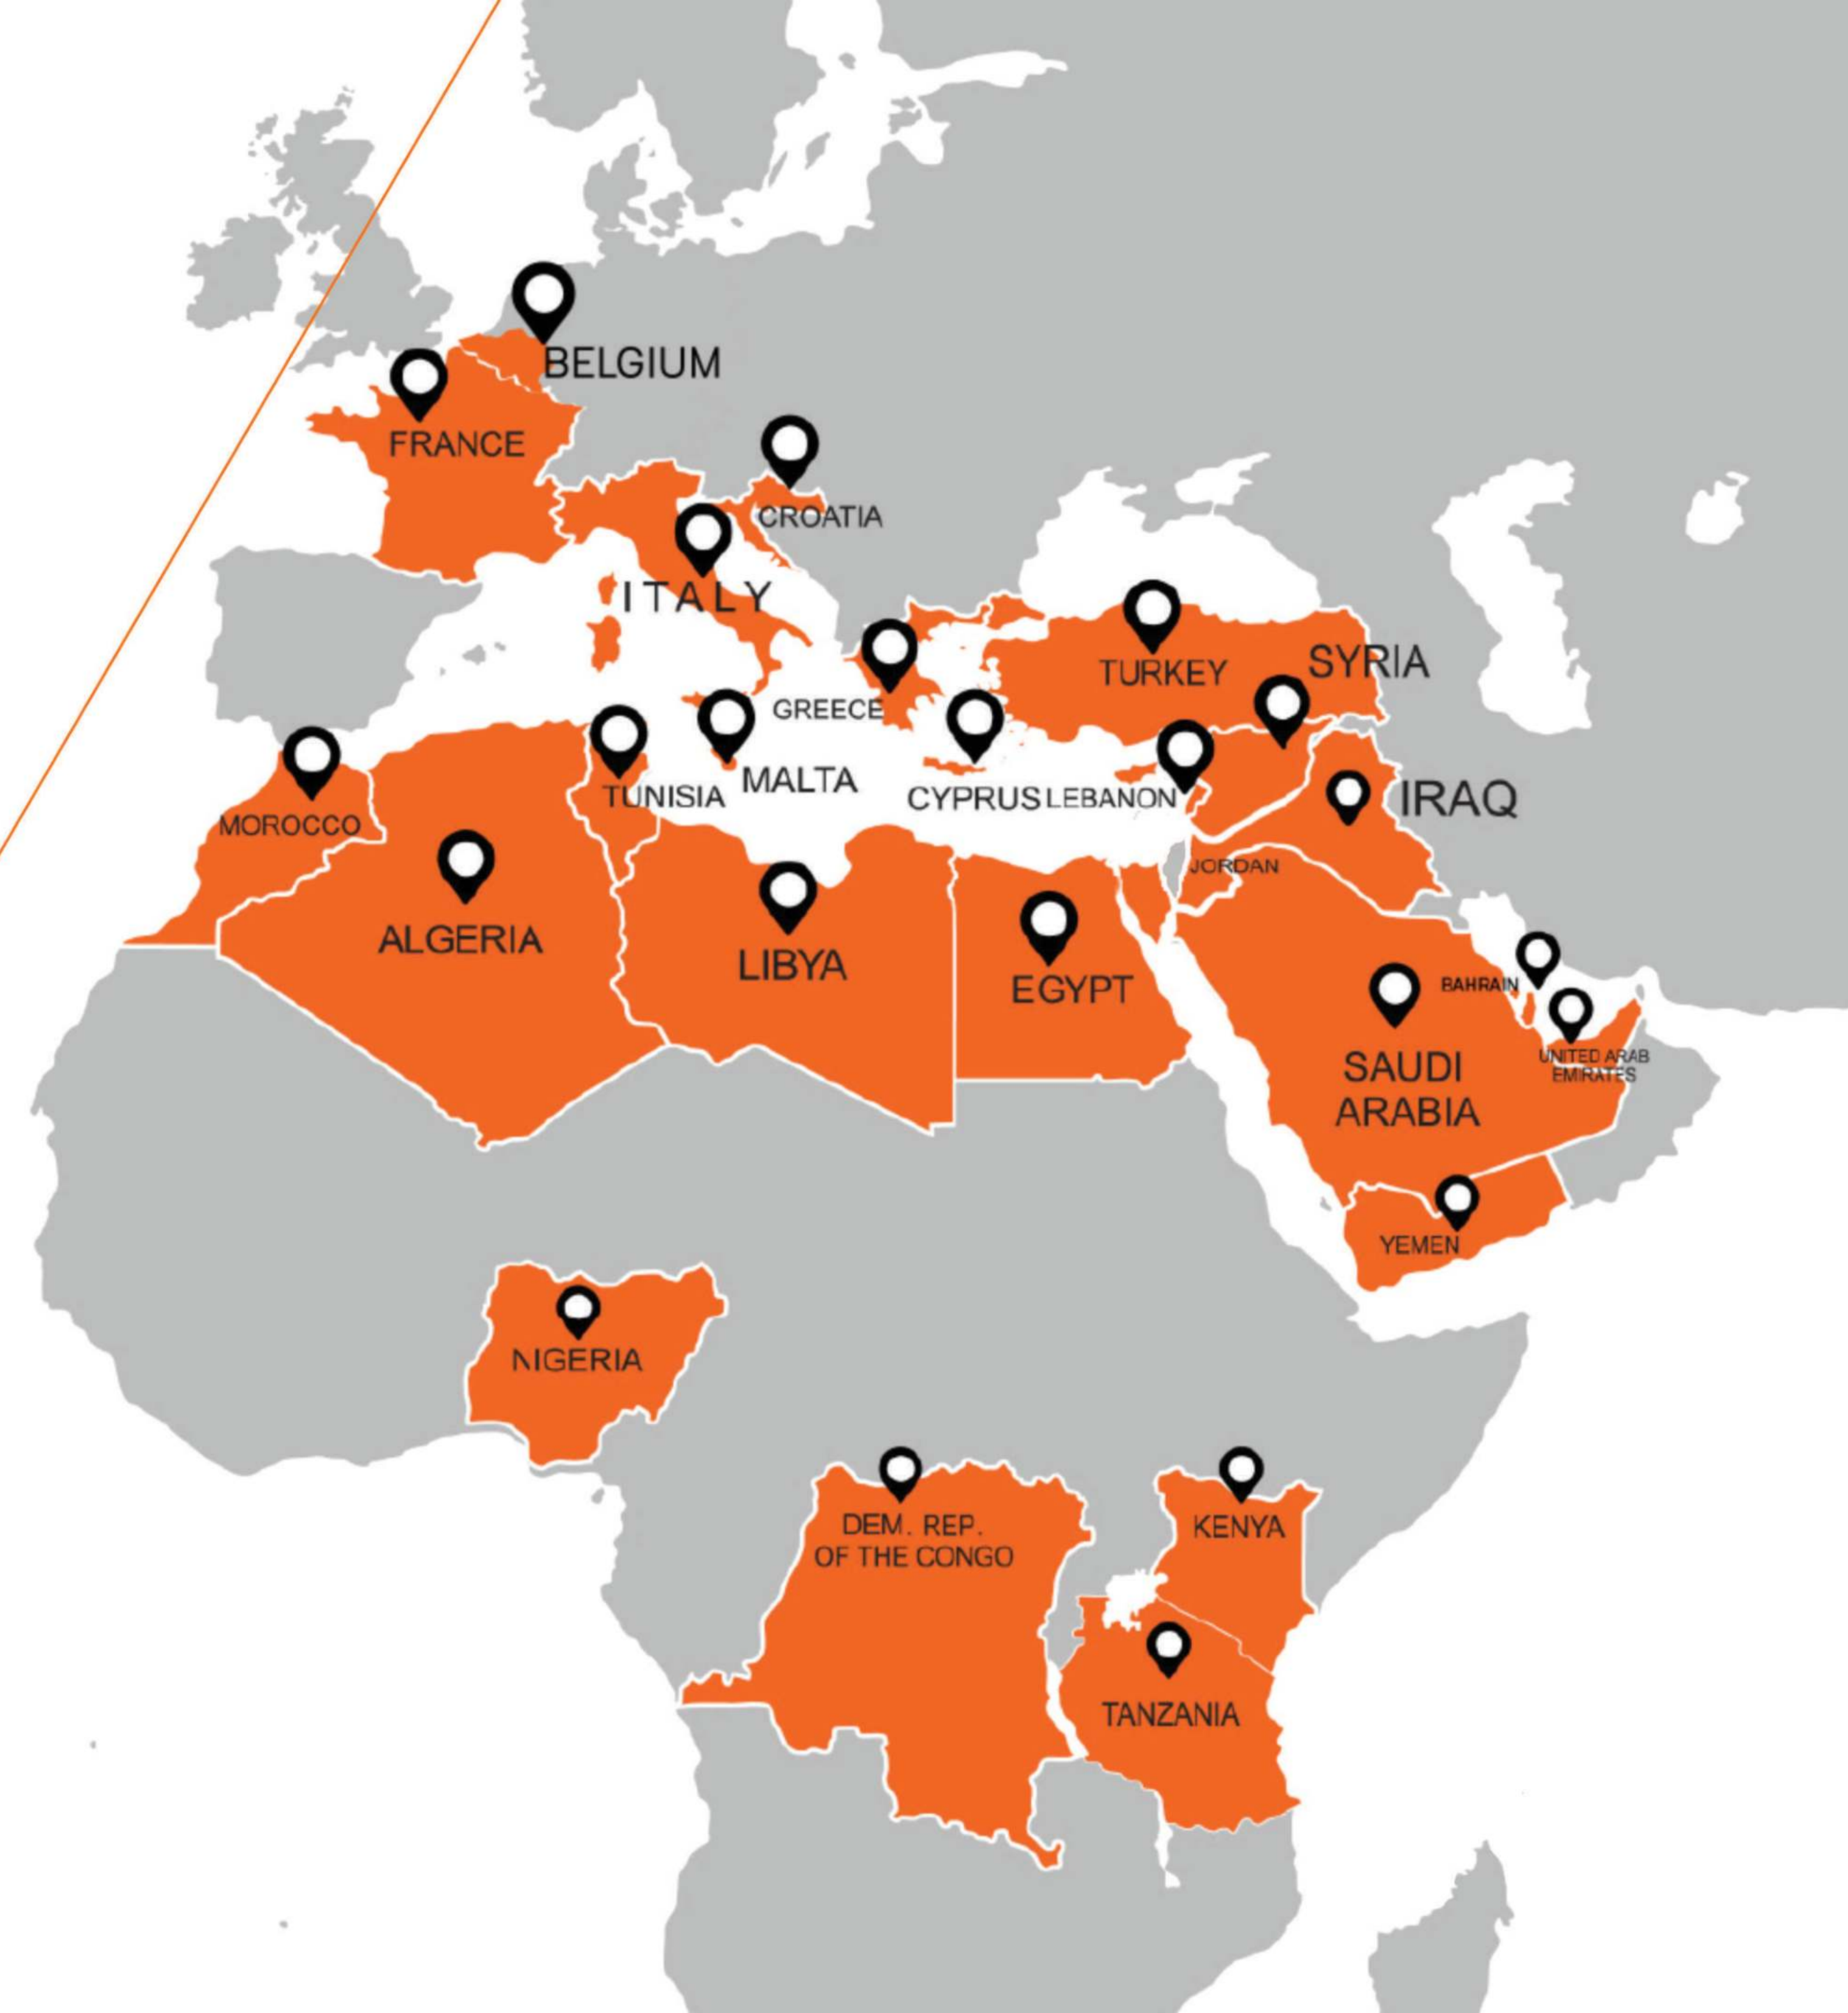 BELGIUM
FRANCE
CROATIA
ITALY
TURKEY
SYRIA
GREECE
MALTA
TUNISIA
CYPRUS
LEBANON
IRAQ
MOROCCO
JORDAN
ALGERIA
LIBYA
EGYPT
BAHRAIN
SAUDI
ARABIA
UNITED ARAB
EMIRATES
YEMEN
NIGERIA
DEM. REP.
OF THE CONGO
KENYA
TANZANIA